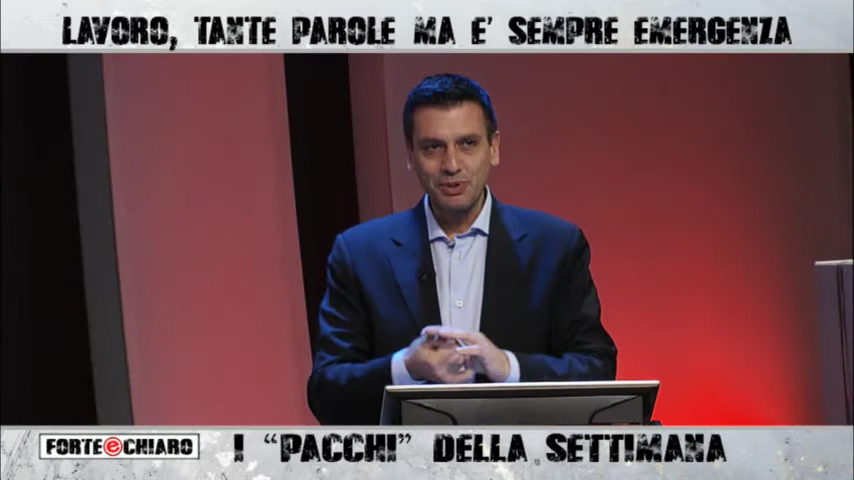 LAVORO, TANTE PAROLE MA E' SEMPRE EMERGENZA
FORTE e CHIARO
I “PACCHI” DELLA SETTIMANA